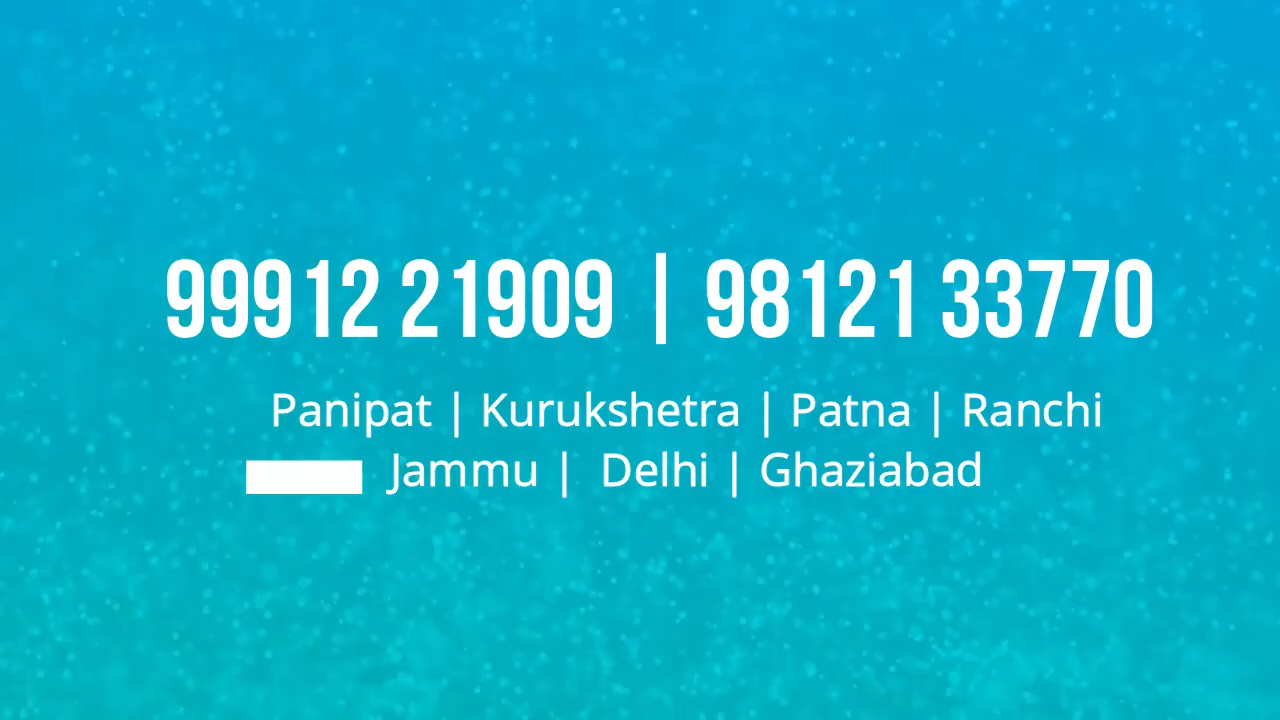 99912 21909 | 98121 33770
Panipat | Kurukshetra | Patna | Ranchi
Jammu | Delhi | Ghaziabad